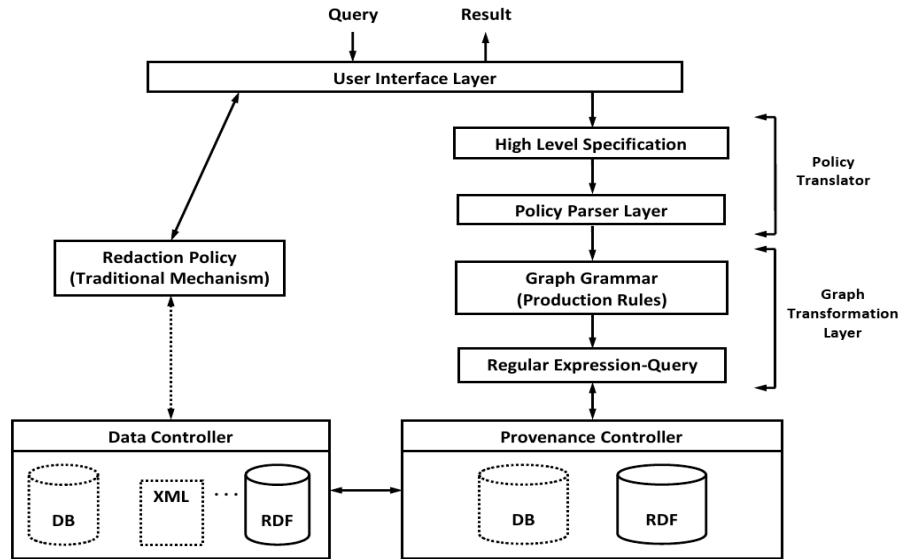 Query
Result
User Interface Layer
High Level Specification
Policy
Translator
Policy Parser Layer
Redaction Policy
(Traditional Mechanism)
Graph Grammar
(Production Rules)
Graph
Transformation
Layer
Regular Expression-Query
Data Controller
Provenance Controller
DB
XML
...
RDF
DB
RDF